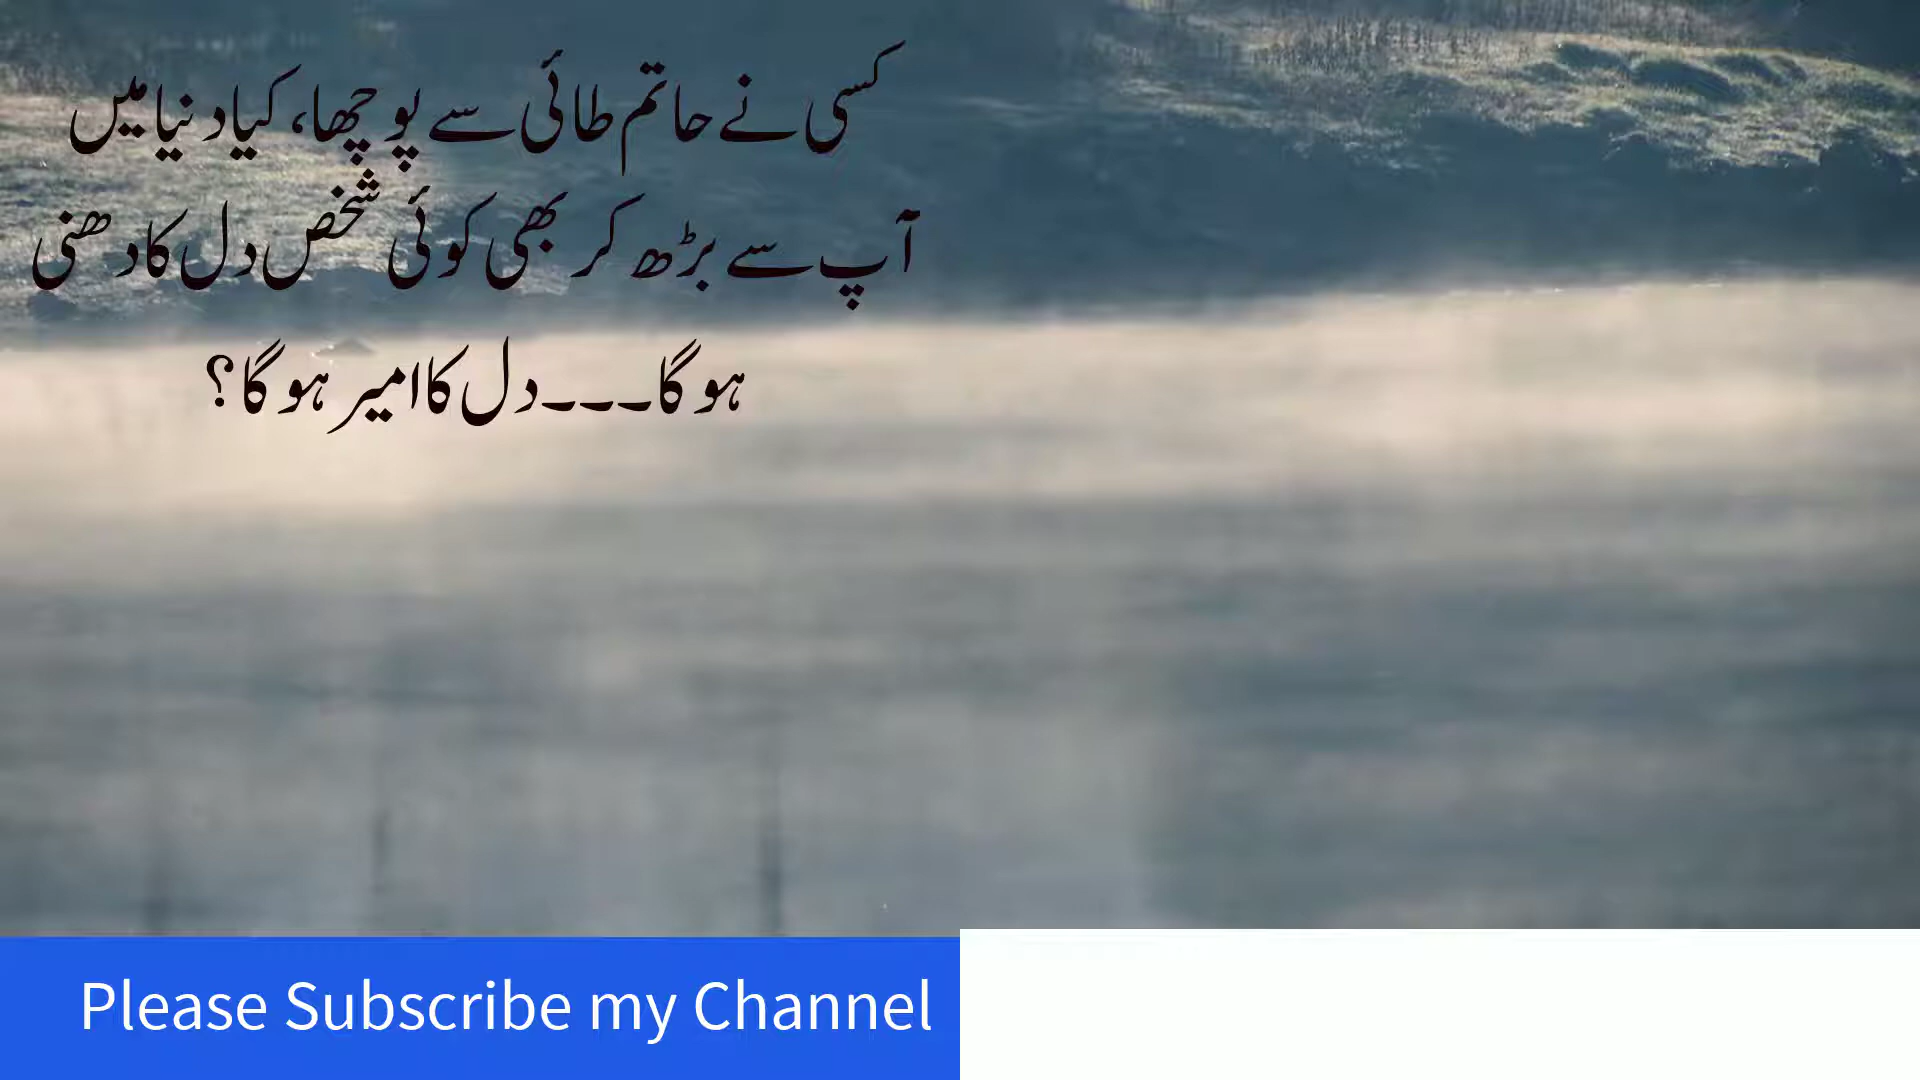 کسی نے حاتم طائی سے پوچھا، کیا دنیا میں
آپ سے بڑھ کر بھی کوئی شخص دل کا دھنی
ہو گا۔۔۔دل کا امیر ہو گا؟
Please Subscribe my Channel